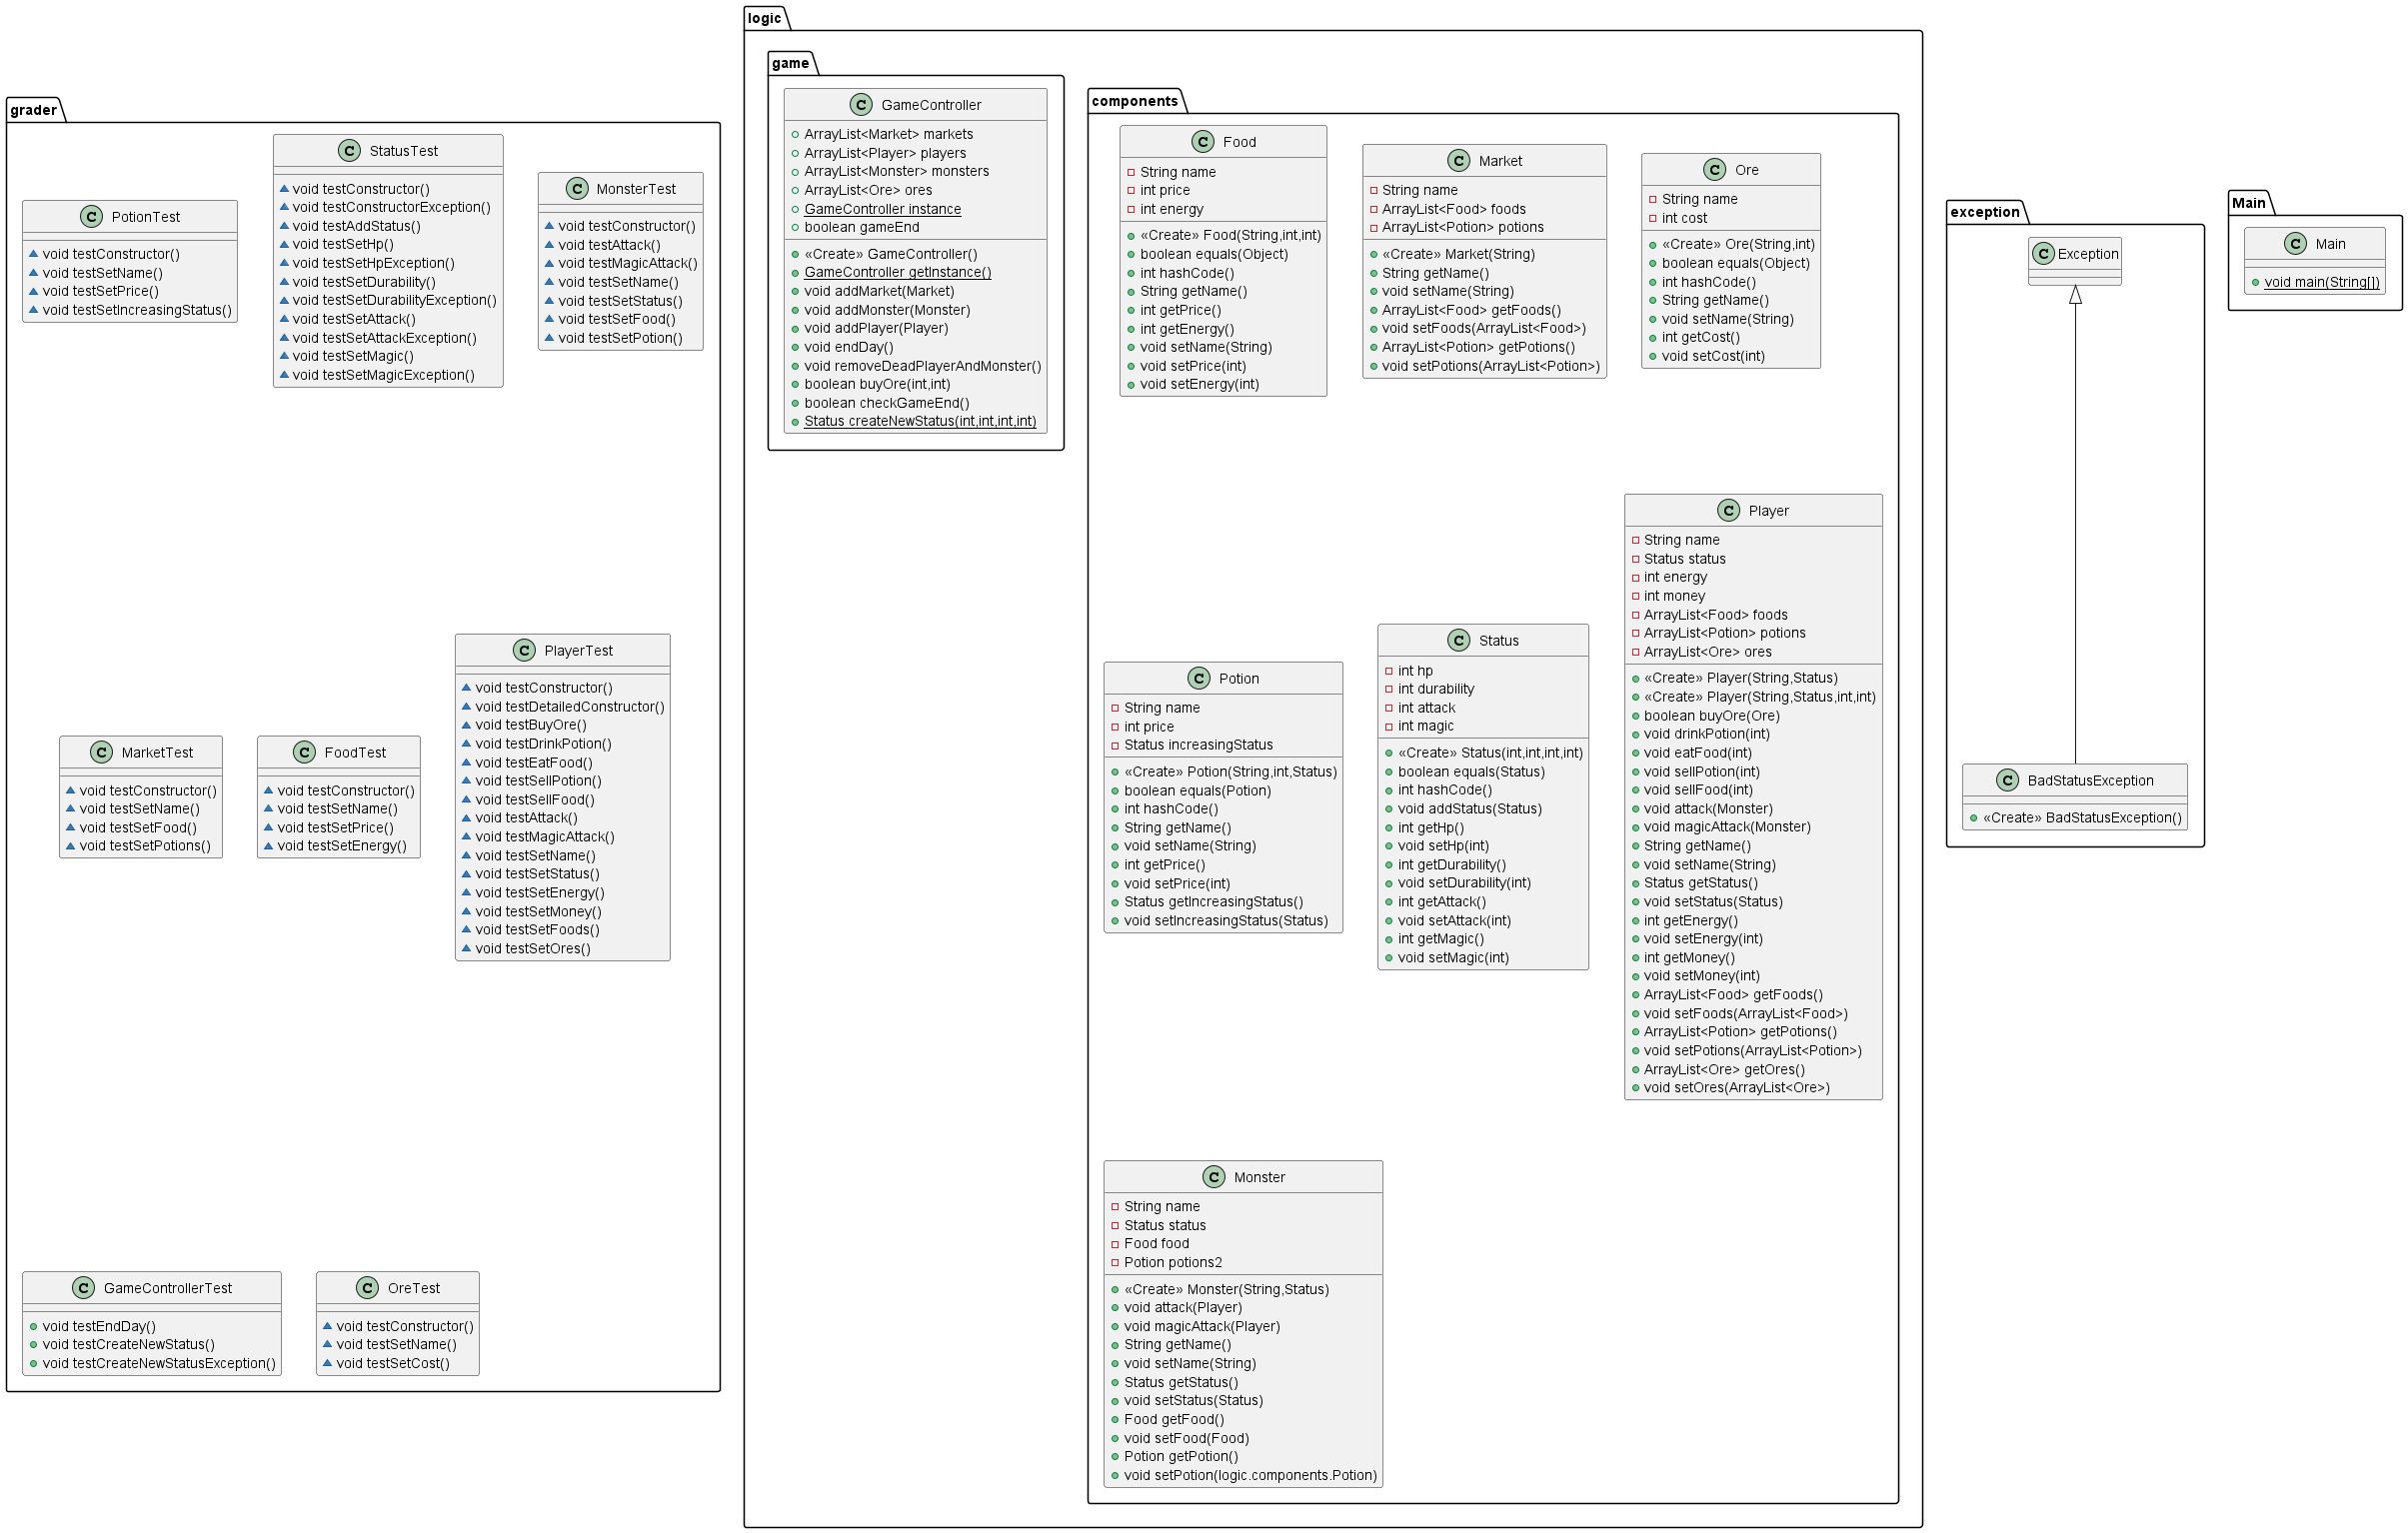 grader
C PotionTest
void testConstructor()
void testSetName()
void testSetPrice()
void testSetIncreasingStatus()
C StatusTest
void testConstructor()
void testConstructorException()
void testAddStatus()
void testSetHp()
void testSetHpException()
void testSetDurability()
void testSetDurabilityException()
void testSetAttack()
void testSetAttackException()
void testSetMagic()
void testSetMagicException()
C MonsterTest
void testConstructor()
void testAttack()
void testMagicAttack()
void testSetName()
void testSetStatus()
void testSetFood()
void testSetPotion()
C MarketTest
void testConstructor()
void testSetName()
void testSetFood()
void testSetPotions()
C FoodTest
void testConstructor()
void testSetName()
void testSetPrice()
void testSetEnergy()
C PlayerTest
void testConstructor()
void testDetailedConstructor()
void testBuyOre()
void testDrinkPotion()
void testEatFood()
void testSellPotion()
void testSellFood()
void testAttack()
void testMagicAttack()
void testSetName()
void testSetStatus()
void testSetEnergy()
void testSetMoney()
void testSetFoods()
void testSetOres()
C GameControllerTest
void testEndDay()
void testCreateNewStatus()
void testCreateNewStatusException()
C OreTest
void testConstructor()
void testSetName()
void testSetCost()
logic
game
C GameController
ArrayList<Market> markets
ArrayList<Player> players
ArrayList<Monster> monsters
ArrayList<Ore> ores
GameController instance
boolean gameEnd
«Create» GameController()
GameController getInstance()
void addMarket(Market)
void addMonster(Monster)
void addPlayer(Player)
void endDay()
void removeDeadPlayerAndMonster()
boolean buyOre(int,int)
boolean checkGameEnd()
Status createNewStatus(int,int,int,int)
components
C Food
String name
int price
int energy
«Create» Food(String,int,int)
boolean equals(Object)
int hashCode()
String getName()
int getPrice()
int getEnergy()
void setName(String)
void setPrice(int)
void setEnergy(int)
C Market
String name
ArrayList<Food> foods
ArrayList<Potion> potions
«Create» Market(String)
String getName()
void setName(String)
ArrayList<Food> getFoods()
void setFoods(ArrayList<Food>)
ArrayList<Potion> getPotions()
void setPotions(ArrayList<Potion>)
C Ore
String name
int cost
«Create» Ore(String,int)
boolean equals(Object)
int hashCode()
String getName()
void setName(String)
int getCost()
void setCost(int)
C Potion
String name
int price
Status increasingStatus
«Create» Potion(String,int,Status)
boolean equals(Potion)
int hashCode()
String getName()
void setName(String)
int getPrice()
void setPrice(int)
Status getIncreasingStatus()
void setIncreasingStatus(Status)
C Status
int hp
int durability
int attack
int magic
«Create» Status(int,int,int,int)
boolean equals(Status)
int hashCode()
void addStatus(Status)
int getHp()
void setHp(int)
int getDurability()
void setDurability(int)
int getAttack()
void setAttack(int)
int getMagic()
void setMagic(int)
C Player
String name
Status status
int energy
int money
ArrayList<Food> foods
ArrayList<Potion> potions
ArrayList<Ore> ores
«Create» Player(String,Status)
«Create» Player(String,Status,int,int)
boolean buyOre(Ore)
void drinkPotion(int)
void eatFood(int)
void sellPotion(int)
void sellFood(int)
void attack(Monster)
void magicAttack(Monster)
String getName()
void setName(String)
Status getStatus()
void setStatus(Status)
int getEnergy()
void setEnergy(int)
int getMoney()
void setMoney(int)
ArrayList<Food> getFoods()
void setFoods(ArrayList<Food>)
ArrayList<Potion> getPotions()
void setPotions(ArrayList<Potion>)
ArrayList<Ore> getOres()
void setOres(ArrayList<Ore>)
C Monster
String name
Status status
Food food
Potion potions2
«Create» Monster(String,Status)
void attack(Player)
void magicAttack(Player)
String getName()
void setName(String)
Status getStatus()
void setStatus(Status)
Food getFood()
void setFood(Food)
Potion getPotion()
void setPotion(logic.components.Potion)
exception
C Exception
C BadStatusException
«Create» BadStatusException()
Main
C Main
void main(String[])